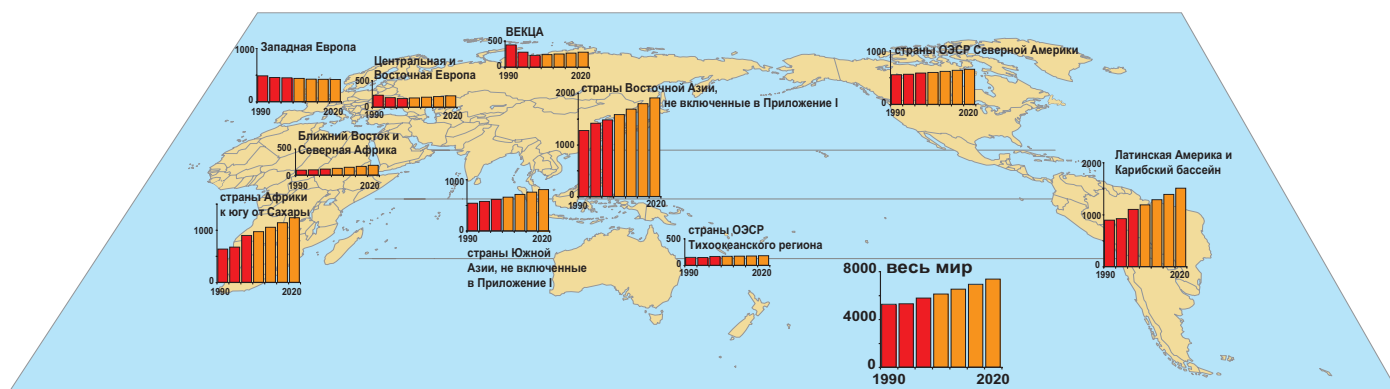 Западная Европа
1000
0
1990
2020
Центральная и
Восточная Европа
500
0
1990
2020
ВЕКЦА
500
0
1990
2020
страны Восточной Азии,
не включенные в Приложение I
2000
1000
0
1990
2020
страны ОЭСР Северной Америки
1000
0
1990
2020
Ближний Восток и
Северная Африка
500
0
1990
2020
страны Африки
к югу от Сахары
1000
0
1990
2020
1000
0
1990
2020
страны Южной
Азии, не включенные
в Приложение I
страны ОЭСР
Тихоокеанского региона
500
0
1990
2020
Латинская Америка и
Карибский бассейн
2000
1000
0
1990
2020
весь мир
8000
4000
0
1990
2020